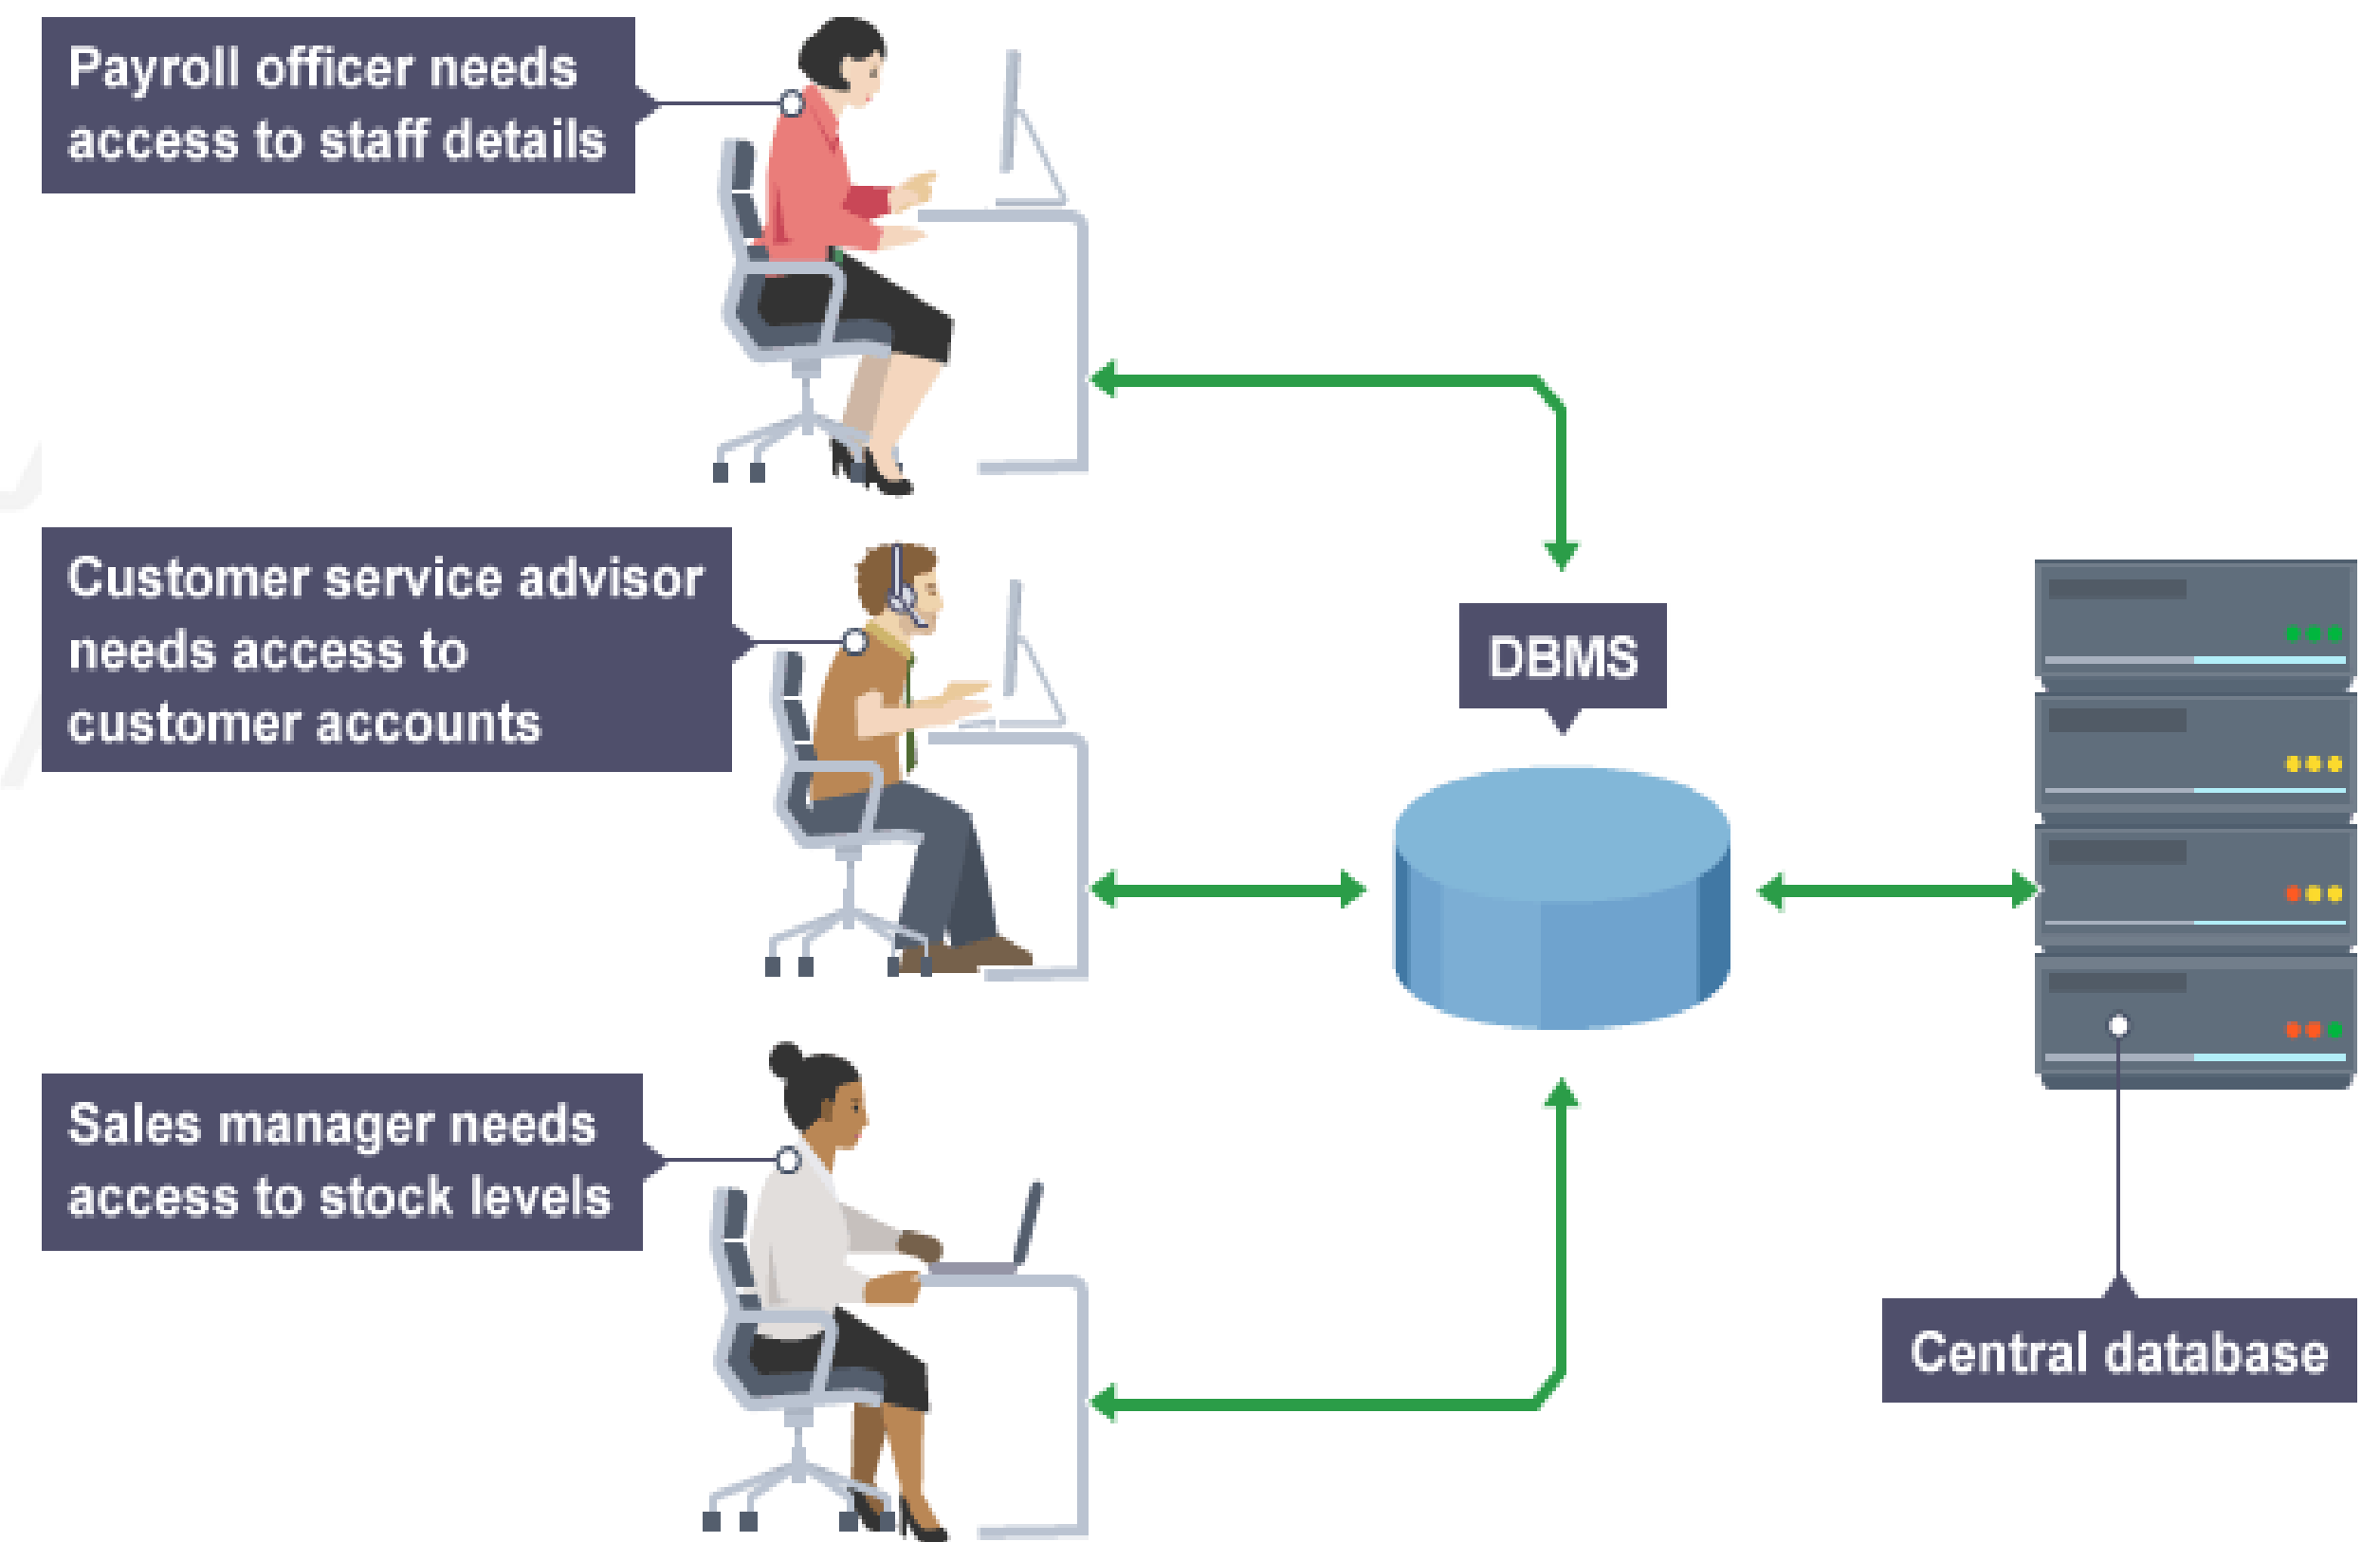 Payroll officer needs
access to staff details
Customer service advisor
needs access to
customer accounts
DBMS
Sales manager needs
access to stock levels
Central database